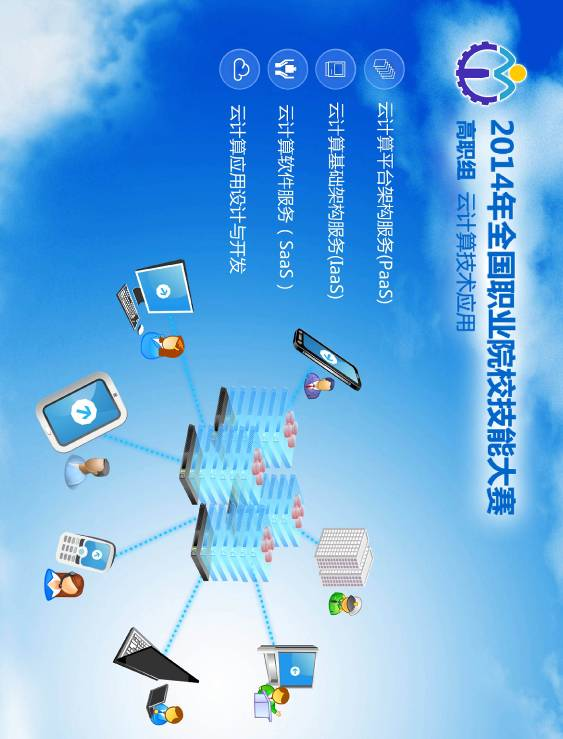 2014年全国职业院校技能大赛
高职组 云计算技术应用
云计算平台架构服务(PaaS)
云计算基础架构服务(IaaS)
云计算软件服务（SaaS）
云计算应用设计与开发